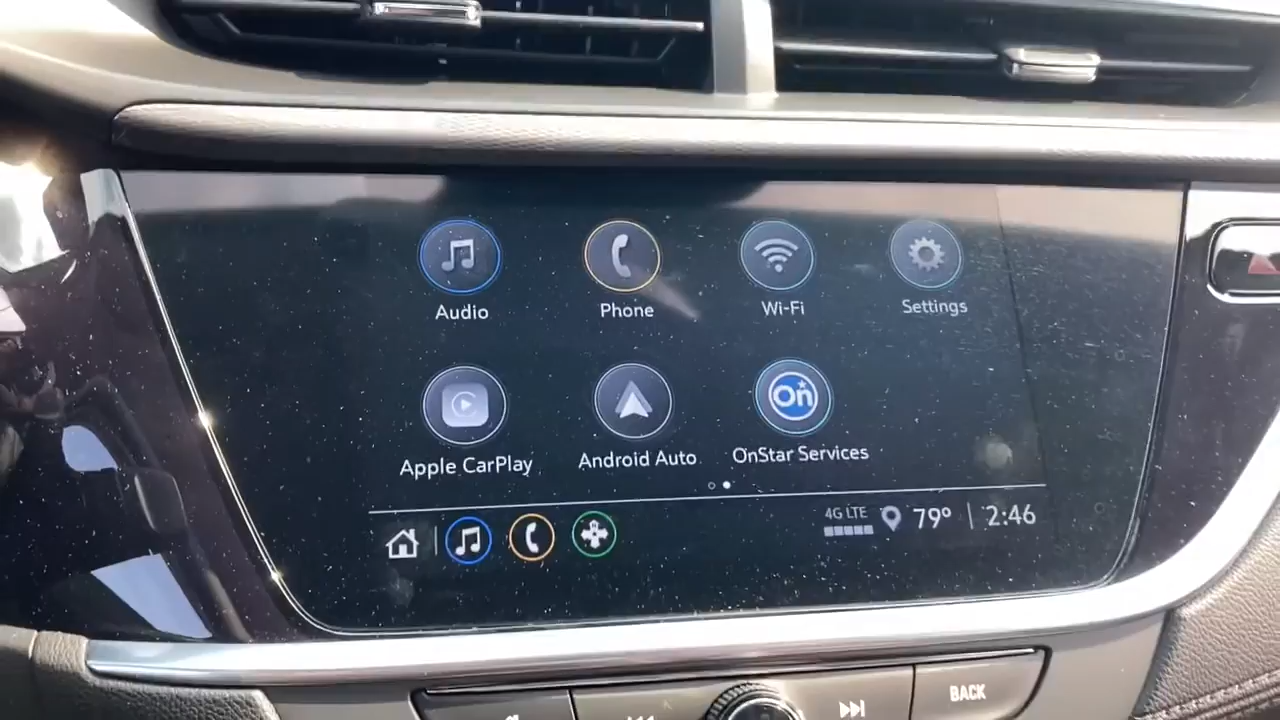 Audio
Phone
Wi-Fi
Settings
Apple CarPlay
Android Auto
On
OnStar Services
4G LTE
79°
2:46
BACK